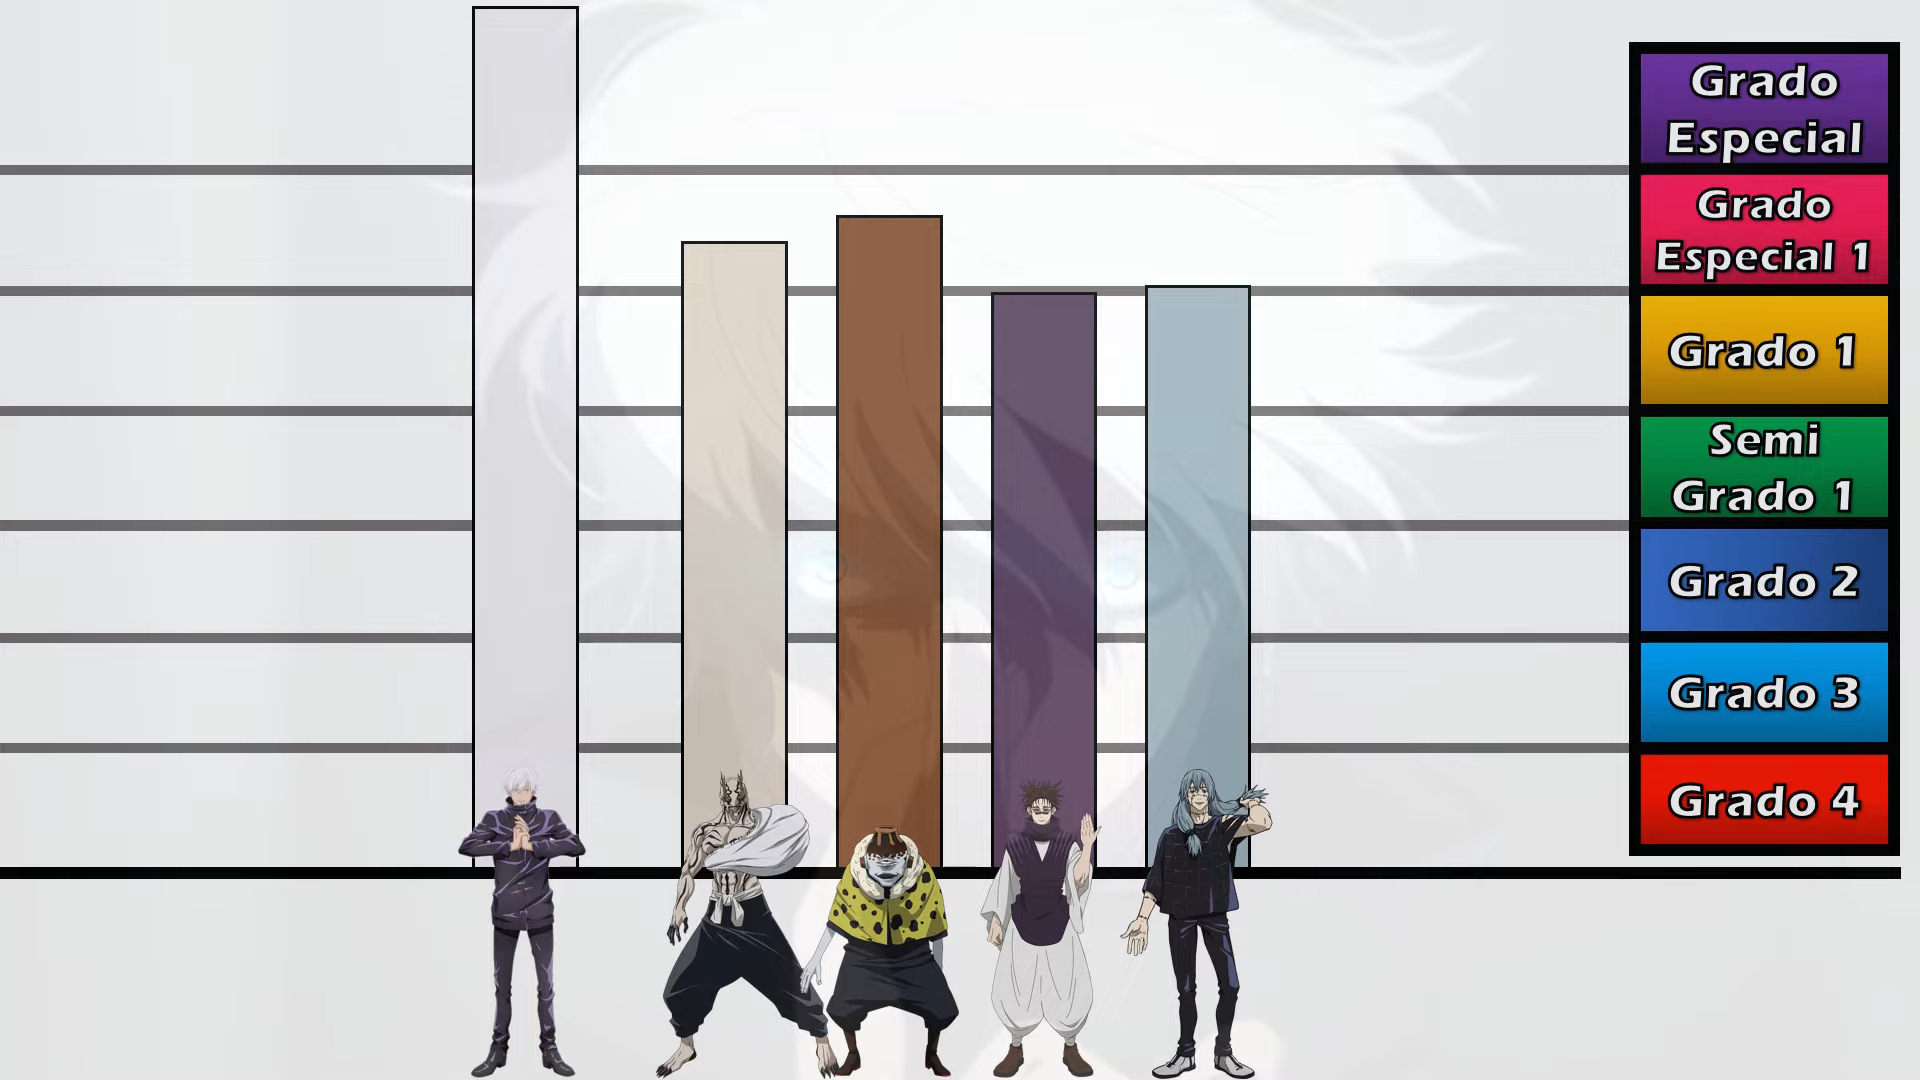 Grado
Especial
Grado
Especial 1
Grado 1
Semi
Grado 1
Grado 2
Grado 3
Grado 4